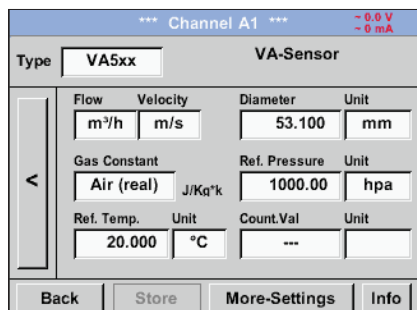 *** Channel A1 ***
~ 0.0 V
~ 0 mA
Type VA5xx VA-Sensor
Flow Velocity Diameter Unit
m³/h m/s 53.100 mm
Gas Constant Ref. Pressure Unit
< Air (real) J/Kg*k 1000.00 hpa
Ref. Temp. Unit Count.Val Unit
20.000 °C ---
Back Store More-Settings Info